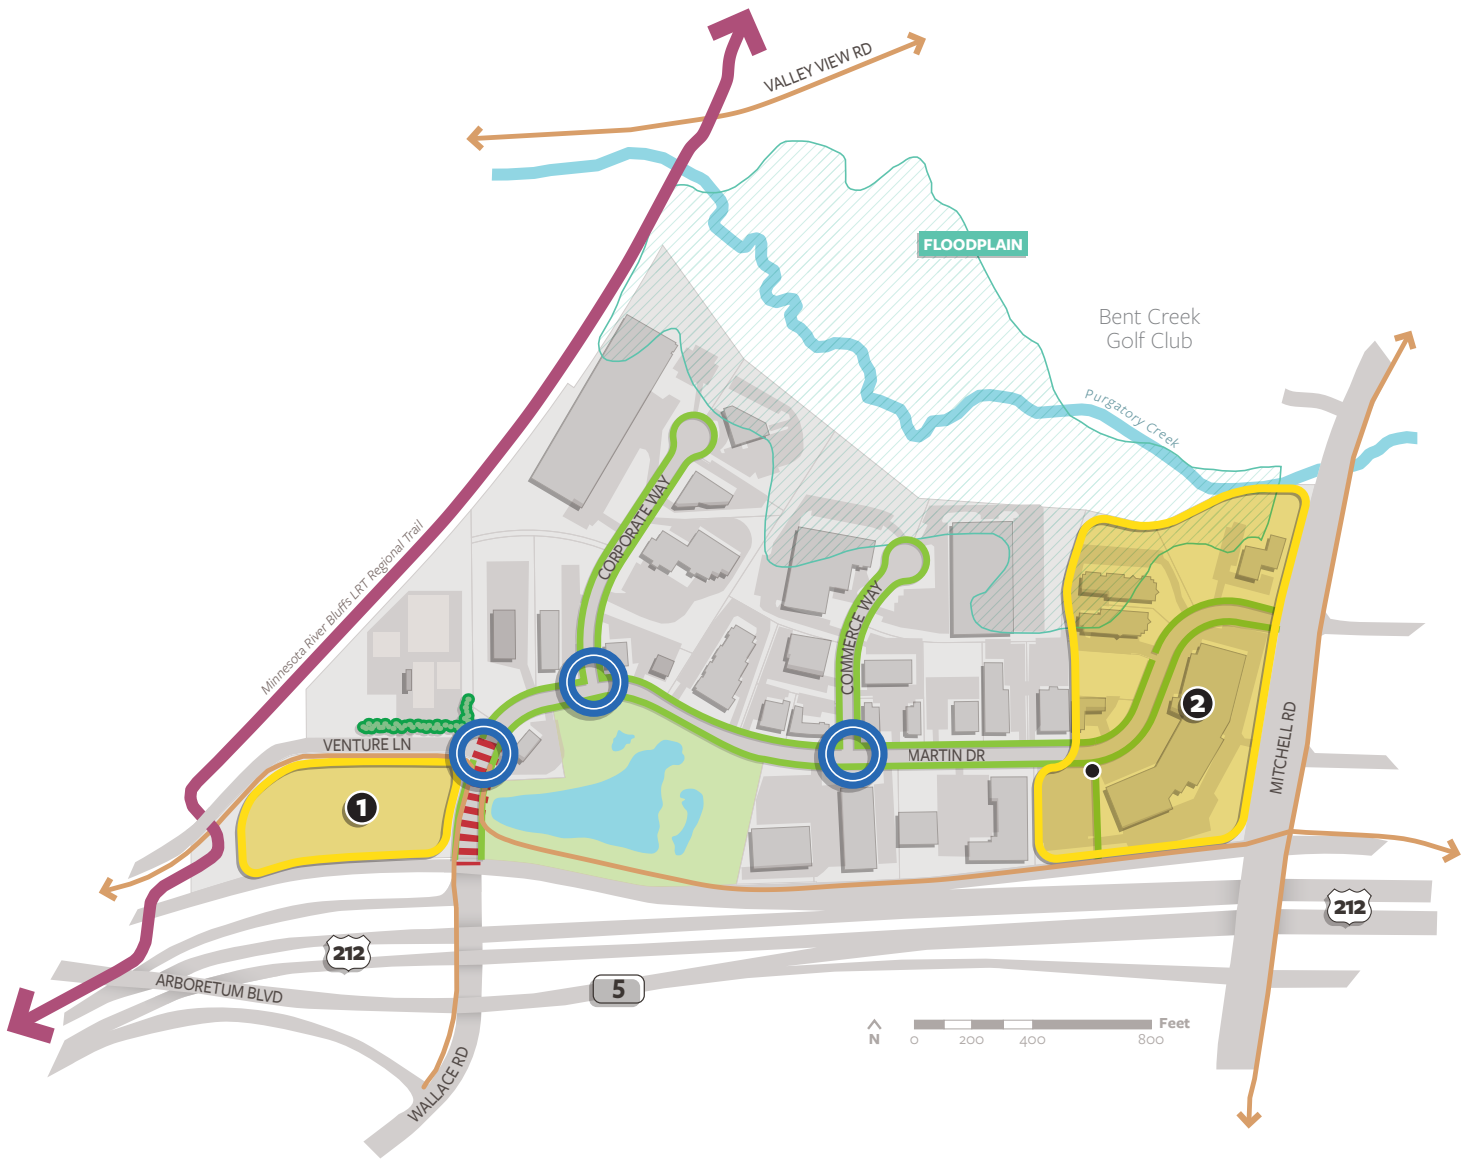 VALLEY VIEW RD
FLOODPLAIN
Bent Creek
Golf Club
Purgatory Creek
CORPORATE WAY
Minnesota River Bluffs LRT Regional Trail
COMMERCE WAY
2
MITCHELL RD
VENTURE LN
MARTIN DR
1
212
212
ARBORETUM BLVD
5
WALLACE RD
N
Feet
0 200 400 800